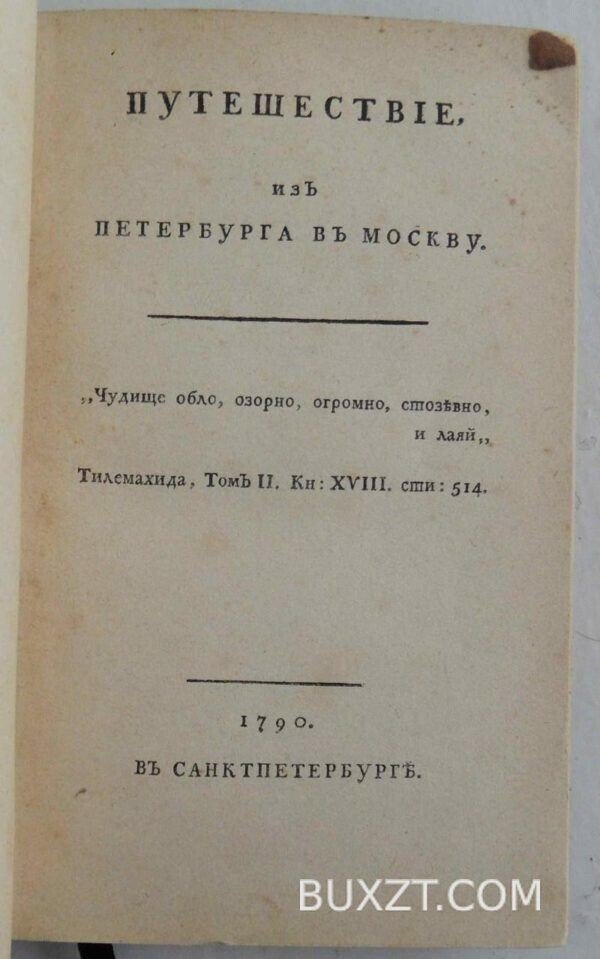 ПУТЕШЕСТВІЕ,
изЪ
ПЕТЕРБУРГА ВЪ МОСКВУ.
„Чудище обло, озорно, огромно, стозѣвно,
и лаяй„
Тилемахида, ТомЪ II. Кн: XVIII. сти: 514.
1790.
ВЪ САНКТПЕТЕРБУРГѢ.
BUXZT.COM